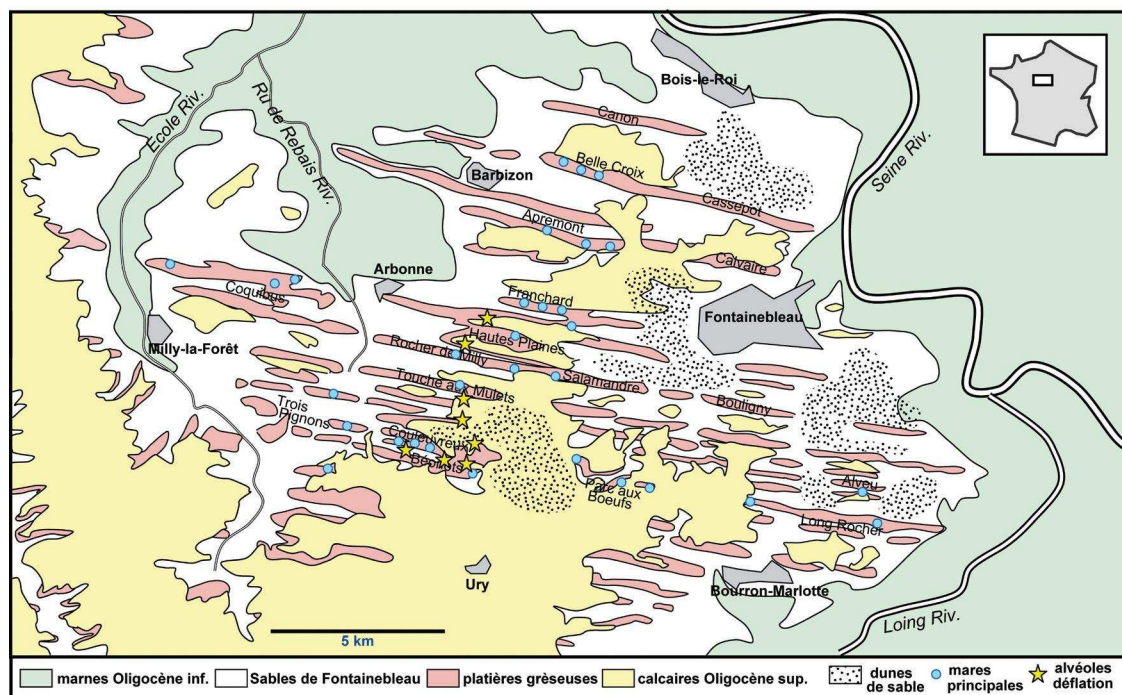 Bois-le-Roi
Ecole Riv.
Ru de Rebais Riv.
Seine Riv.
Canon
Belle Croix
Barbizon
Cassepot
Apremont
Calvaire
Arbonne
Coquibus
Franchard
Fontainebleau
Hautes Plaines
Milly-la-Forêt
Rocher de Milly
Salamandre
Touche aux Mulets
Bouligny
Trois
Pignons
Couleuvreux
Béorlots
Parc aux
Boeufs
Alveu
Long Rocher
Ury
Bourron-Marlotte
Loing Riv.
5 km
marnes Oligocène inf.
Sables de Fontainebleau
platières grèseuses
calcaires Oligocène sup.
dunes
de sable
mares
principales
alvéoles
déflation